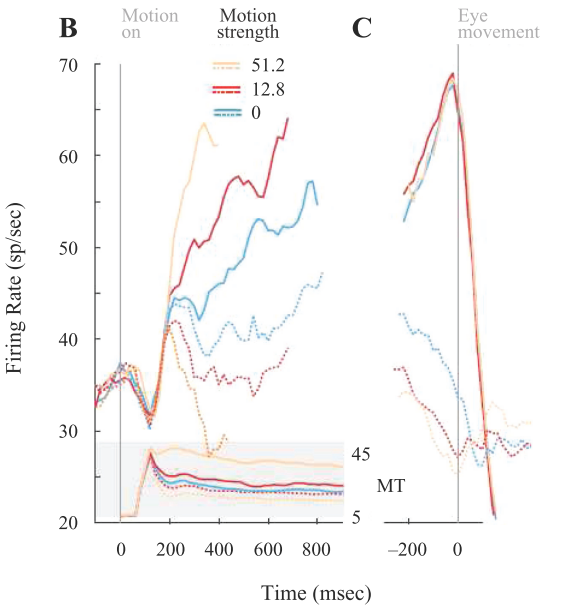 B
Motion
on
Motion
strength
51.2
12.8
0
C
Eye
movement
Firing Rate (sp/sec)
70
60
50
40
30
20
45
MT
5
0
200
400
600
800
−200
0
Time (msec)